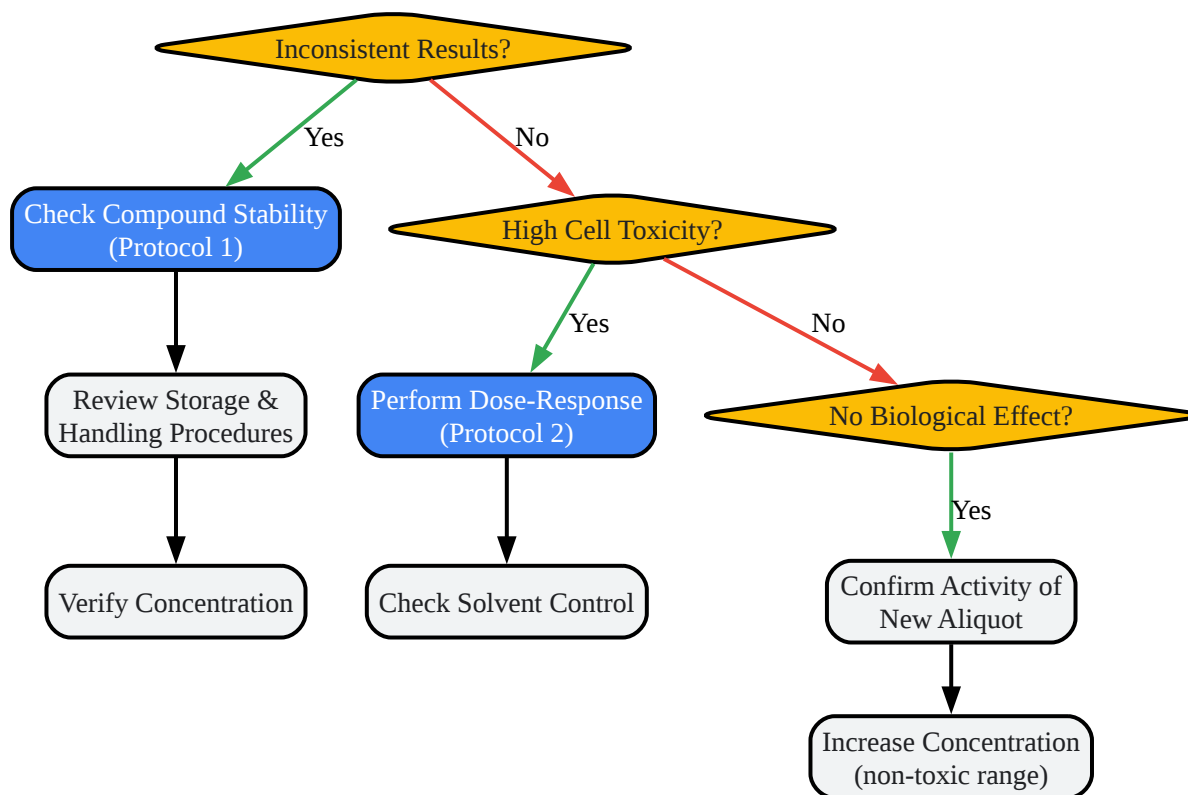 Inconsistent Results?
Yes
No
Check Compound Stability
(Protocol 1)
High Cell Toxicity?
Yes
No
Review Storage &
Handling Procedures
Perform Dose-Response
(Protocol 2)
No Biological Effect?
Yes
Verify Concentration
Check Solvent Control
Confirm Activity of
New Aliquot
Increase Concentration
(non-toxic range)